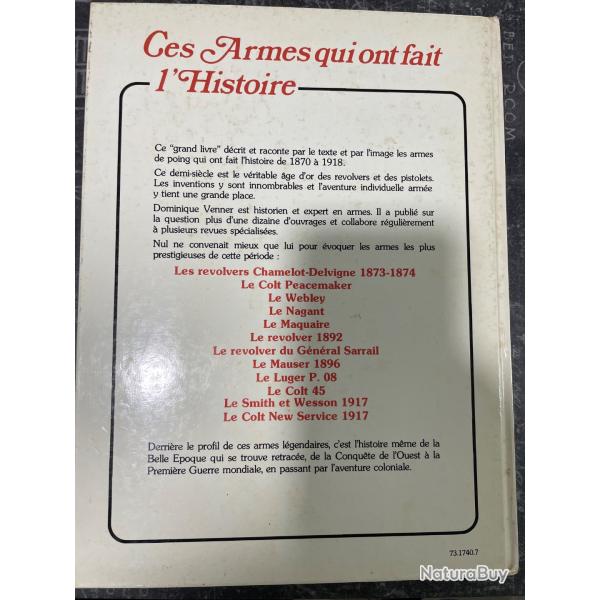 Ces Armes qui ont fait
l'Histoire
Ce "grand livre" décrit et raconte par le texte et par l'image les armes
de poing qui ont fait l'histoire de 1870 à 1918.
Ce demi-siècle est le véritable âge d'or des revolvers et des pistolets.
Les inventions y sont innombrables et l'aventure individuelle armée
y tient une grande place.
Dominique Venner est historien et expert en armes. Il a publié sur
la question plus d'une dizaine d'ouvrages et collabore régulièrement
à plusieurs revues spécialisées.
Nul ne convenait mieux que lui pour évoquer les armes les plus
prestigieuses de cette période :
Les revolvers Chamelot-Delvigne 1873-1874
Le Colt Peacemaker
Le Webley
Le Nagant
Le Maquaire
Le revolver 1892
Le revolver du Général Sarrail
Le Mauser 1896
Le Luger P. 08
Le Colt 45
Le Smith et Wesson 1917
Le Colt New Service 1917
Derrière le profil de ces armes légendaires, c'est l'histoire même de la
Belle Epoque qui se trouve retracée, de la Conquête de l'Ouest à la
Première Guerre mondiale, en passant par l'aventure coloniale.
73.1740.7
NaturaBuy
ROOM